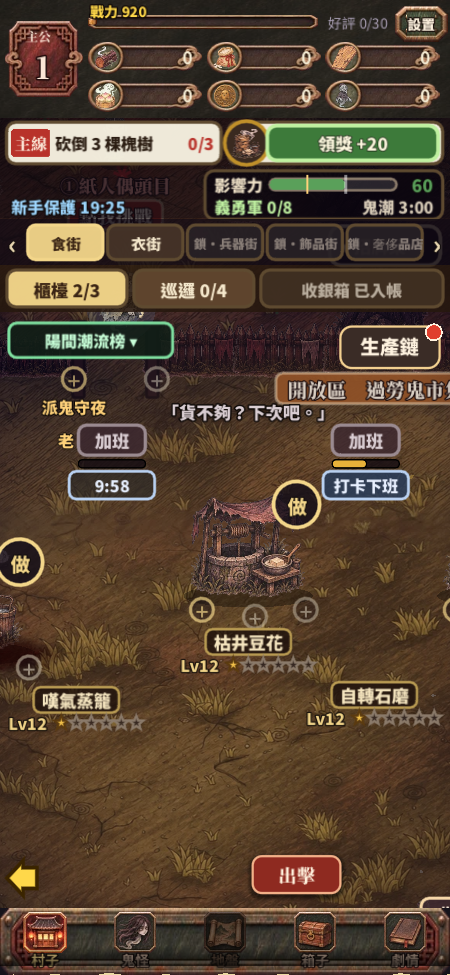 戰力.920
好評 0/30
設置
主公
1
0
0
0
0
0
0
主線 砍倒 3 棵槐樹 0/3
領獎 +20
①紙人偶頭目
影響力 60
新手保護 19:25
義勇軍 0/8
鬼潮 3:00
食街
衣街
鎖·兵器街
鎖·飾品街
鎖·奢侈品店
櫃檯 2/3
巡邏 0/4
收銀箱 已入帳
陽間潮流榜 ▾
生產鏈
開放區 過勞鬼市
派鬼守夜
「貨不夠？下次吧。」
老
加班
加班
9:58
打卡下班
做
做
枯井豆花
Lv12 ★☆☆☆☆☆
嘆氣蒸籠
Lv12 ★☆☆☆☆☆
自轉石磨
Lv12 ★☆☆☆☆☆
出擊
村子
鬼怪
地盤
箱子
劇情